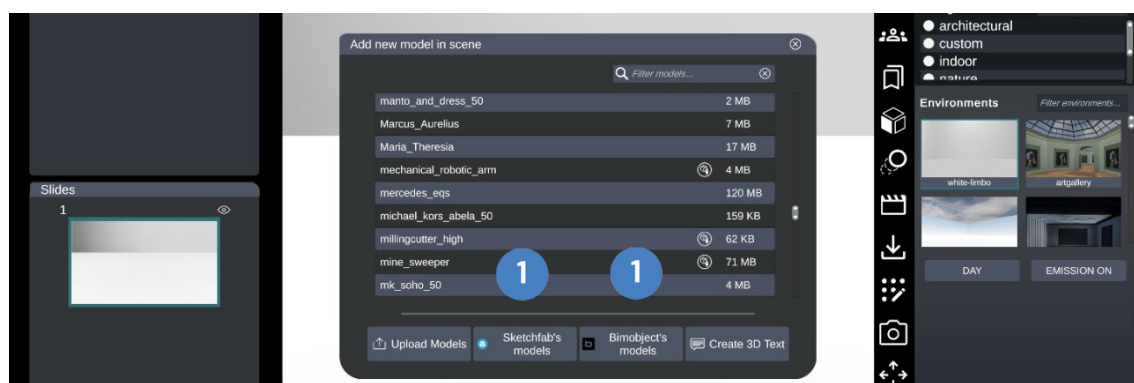 Slides
1
Add new model in scene
Filter models...
manto_and_dress_50 2 MB
Marcus_Aurelius 7 MB
Maria_Theresia 17 MB
mechanical_robotic_arm 4 MB
mercedes_eqs 120 MB
michael_kors_abela_50 159 KB
millingcutter_high 62 KB
mine_sweeper 71 MB
mk_soho_50 4 MB
1
1
Upload Models
Sketchfab's
models
Bimobject's
models
Create 3D Text
architectural
custom
indoor
nature
Environments
Filter environments...
white-limbo
artgallery
DAY
EMISSION ON